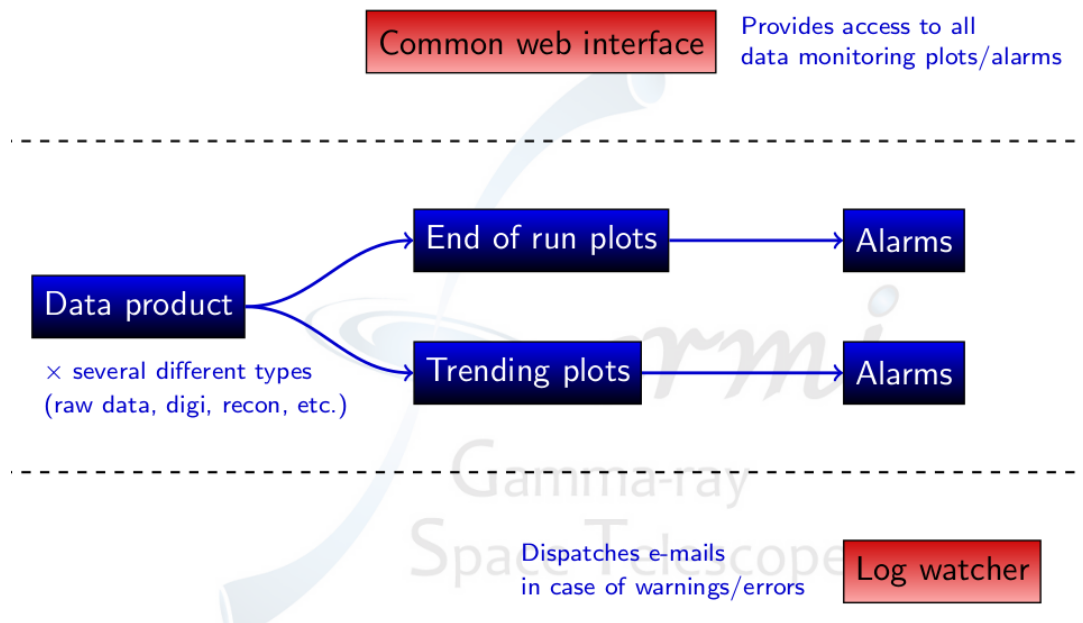 Common web interface
Provides access to all
data monitoring plots/alarms
End of run plots
Alarms
Data product
× several different types
(raw data, digi, recon, etc.)
Trending plots
Alarms
ermi
Gamma-ray
Space Telescope
Dispatches e-mails
in case of warnings/errors
Log watcher